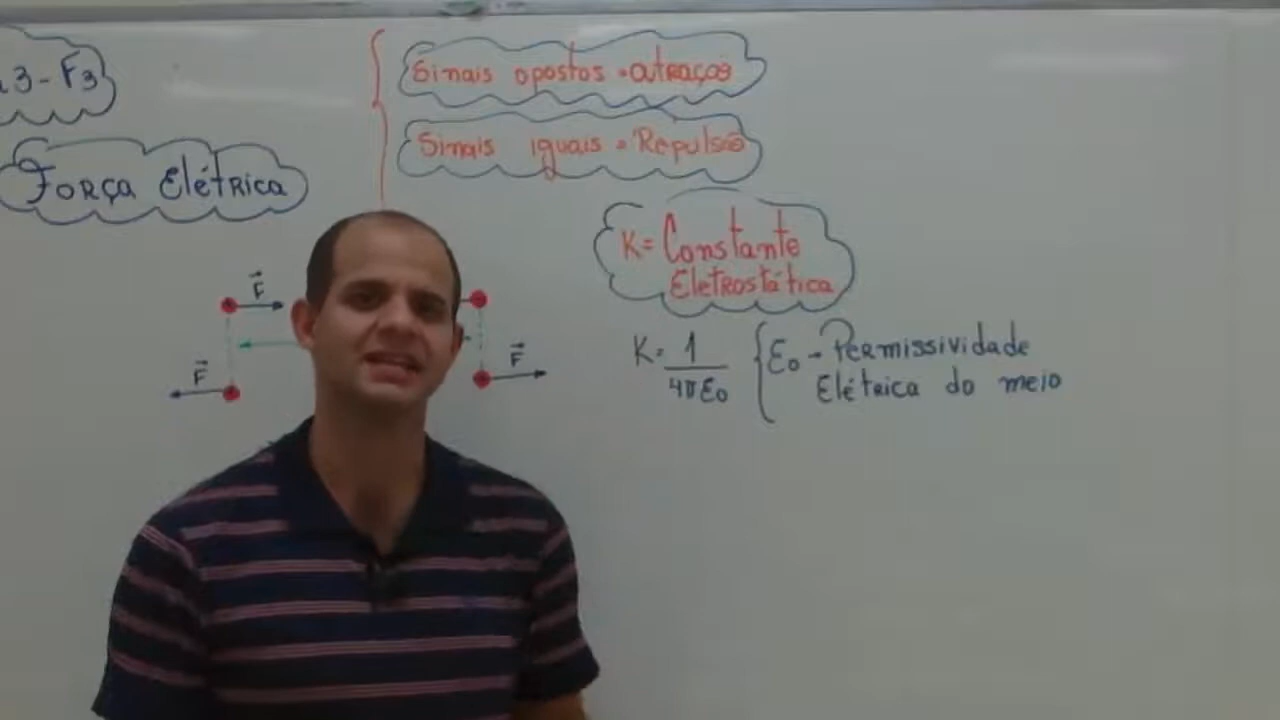 3-F3
Força Elétrica
Sinais opostos • atração
Sinais iguais • Repulsão
K= Constante
Eletrostática
F
F
F
K= 1
4πε0
ε0 - Permissividade
Elétrica do meio